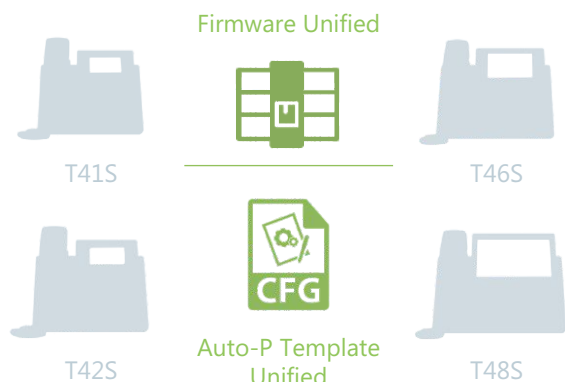 Firmware Unified
T41S
T46S
CFG
Auto-P Template
Unified
T42S
T48S